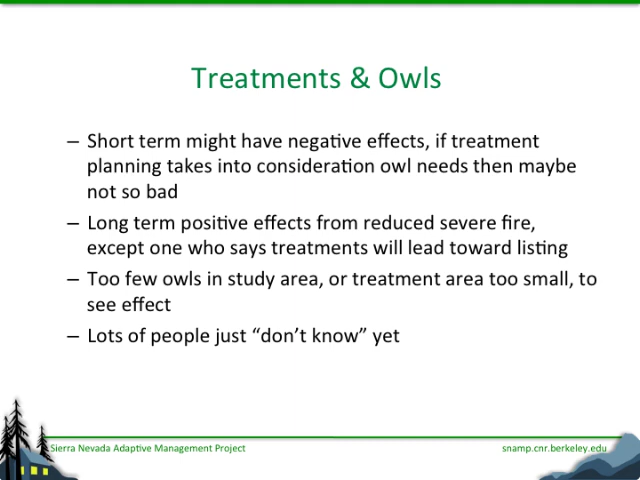 Treatments & Owls
– Short term might have negative effects, if treatment
planning takes into consideration owl needs then maybe
not so bad
– Long term positive effects from reduced severe fire,
except one who says treatments will lead toward listing
– Too few owls in study area, or treatment area too small, to
see effect
– Lots of people just “don’t know” yet
Sierra Nevada Adaptive Management Project
snamp.cnr.berkeley.edu